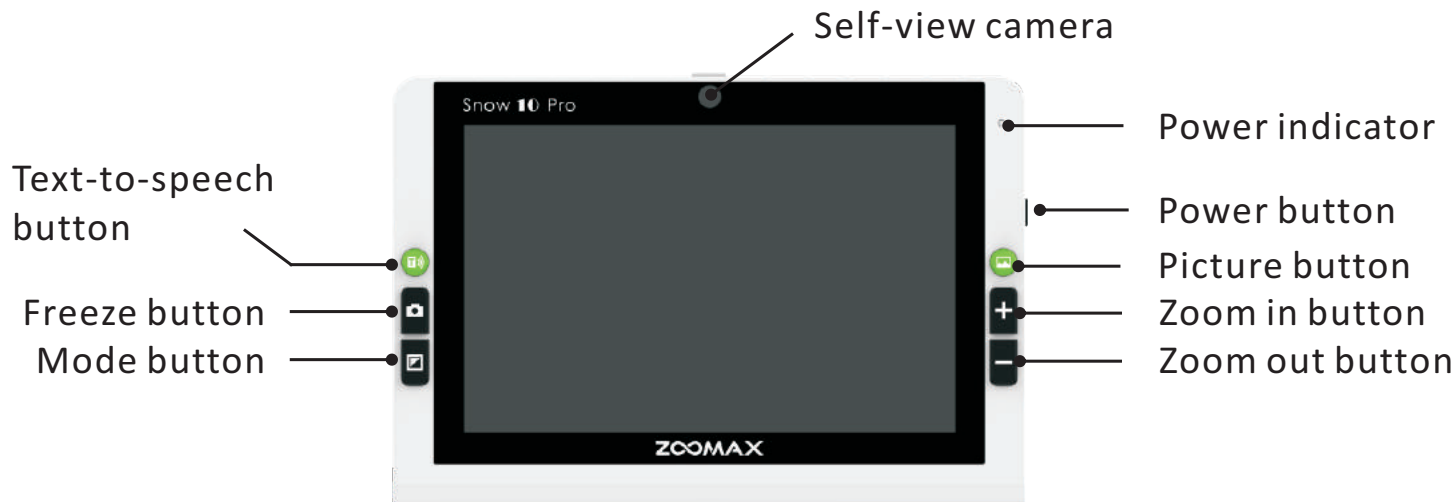 Self-view camera
Snow 10 Pro
Power indicator
Text-to-speech
button
Power button
Picture button
Freeze button
Zoom in button
Mode button
Zoom out button
ZOOMAX